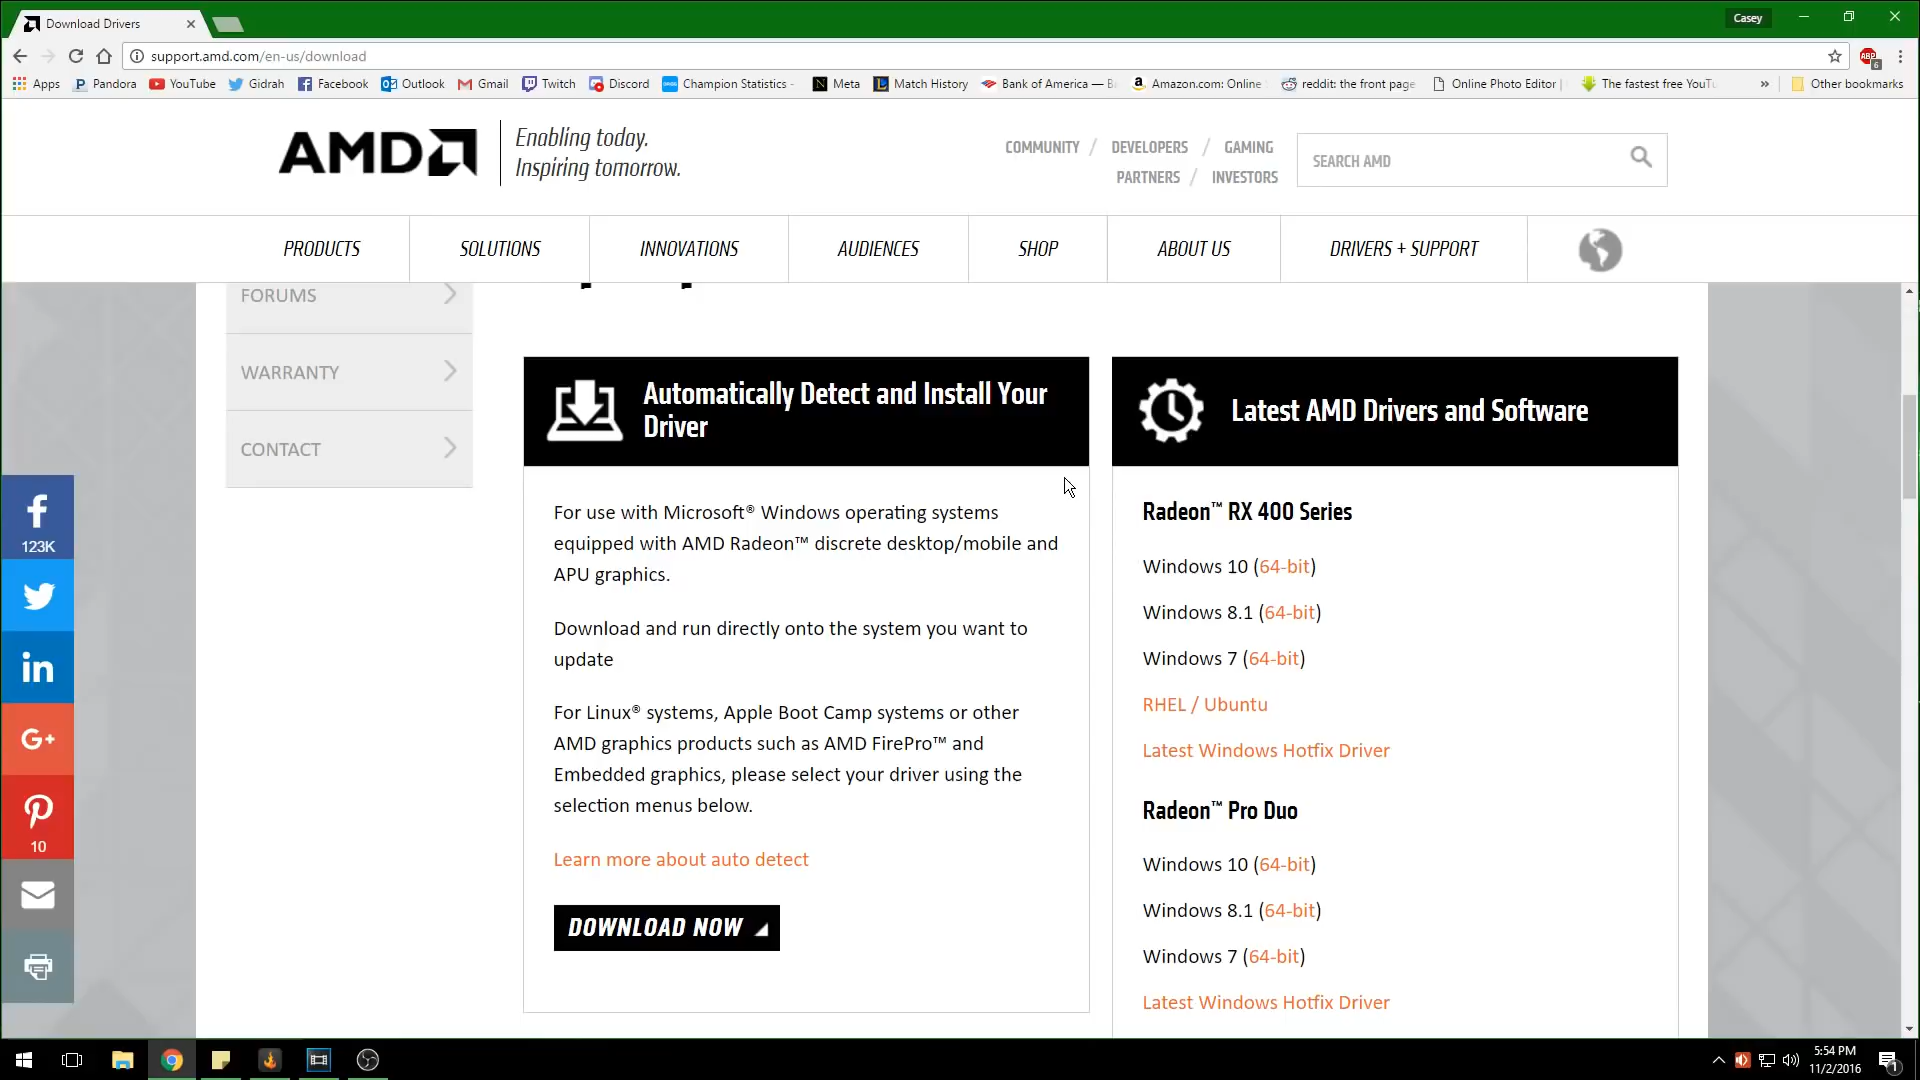 Download Drivers
Casey
support.amd.com/en-us/download
ABP
6
Apps
Pandora
YouTube
Gidrah
Facebook
Outlook
Gmail
Twitch
Discord
Champion Statistics -
Meta
Match History
Bank of America — B
Amazon.com: Online
reddit: the front page
Online Photo Editor
The fastest free YouTu
»
Other bookmarks
AMD
Enabling today.
Inspiring tomorrow.
COMMUNITY / DEVELOPERS / GAMING
PARTNERS / INVESTORS
SEARCH AMD
PRODUCTS
SOLUTIONS
INNOVATIONS
AUDIENCES
SHOP
ABOUT US
DRIVERS + SUPPORT
FORUMS
WARRANTY
CONTACT
123K
in
G+
10
Automatically Detect and Install Your
Driver
For use with Microsoft® Windows operating systems
equipped with AMD Radeon™ discrete desktop/mobile and
APU graphics.
Download and run directly onto the system you want to
update
For Linux® systems, Apple Boot Camp systems or other
AMD graphics products such as AMD FirePro™ and
Embedded graphics, please select your driver using the
selection menus below.
Learn more about auto detect
DOWNLOAD NOW
Latest AMD Drivers and Software
Radeon™ RX 400 Series
Windows 10 (64-bit)
Windows 8.1 (64-bit)
Windows 7 (64-bit)
RHEL / Ubuntu
Latest Windows Hotfix Driver
Radeon™ Pro Duo
Windows 10 (64-bit)
Windows 8.1 (64-bit)
Windows 7 (64-bit)
Latest Windows Hotfix Driver
5:54 PM
11/2/2016
1